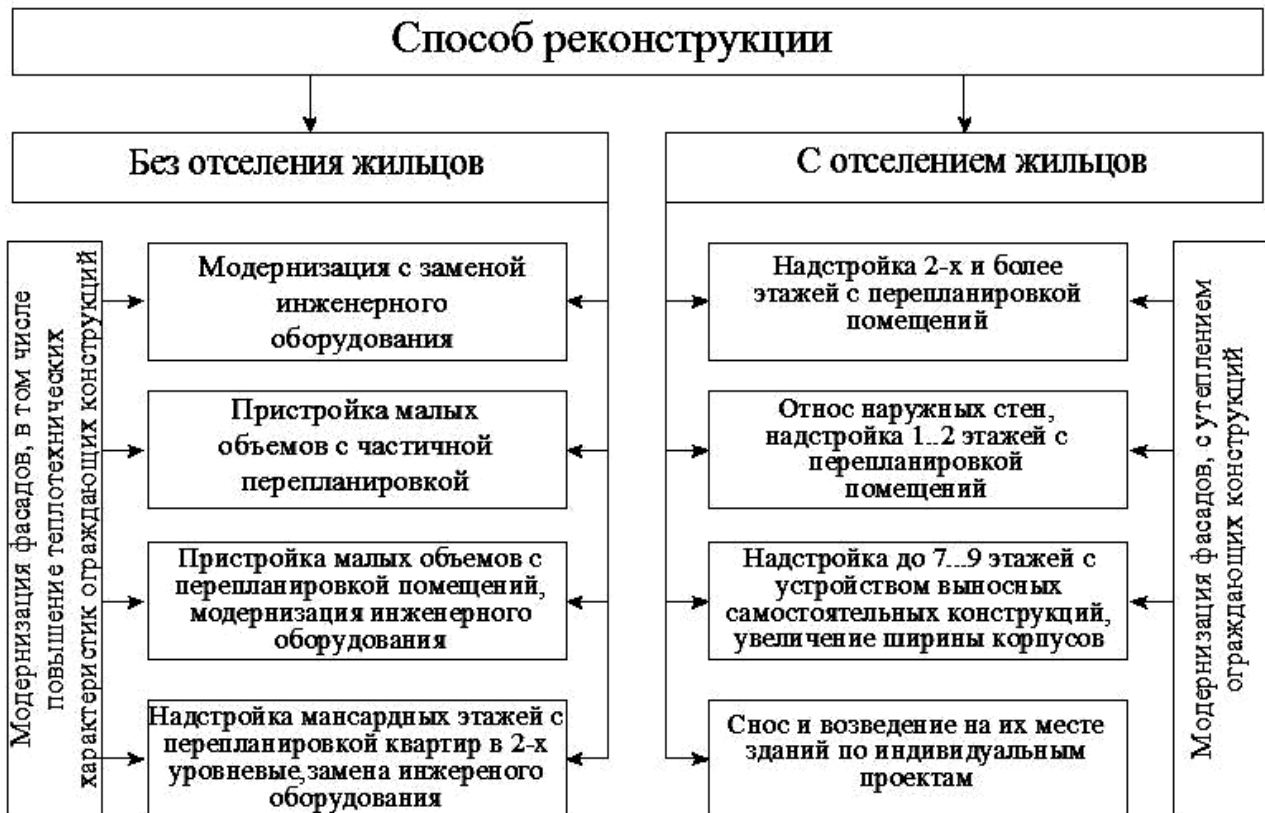 Способ реконструкции
Без отселения жильцов
С отселением жильцов
Модернизация фасадов, в том числе
повышение теплотехнических
характеристик ограждающих конструкций
Модернизация с заменой
инженерного
оборудования
Пристройка малых
объемов с частичной
перепланировкой
Пристройка малых объемов с
перепланировкой помещений,
модернизация инженерного
оборудования
Надстройка мансардных этажей с
перепланировкой квартир в 2-х
уровневые,замена инжереного
оборудования
Надстройка 2-х и более
этажей с перепланировкой
помещений
Относ наружных стен,
надстройка 1...2 этажей с
перепланировкой
помещений
Надстройка до 7...9 этажей с
устройством выносных
самостоятельных конструкций,
увеличение ширины корпусов
Снос и возведение на их месте
зданий по индивидуальным
проектам
Модернизация фасадов, с утеплением
ограждающих конструкций